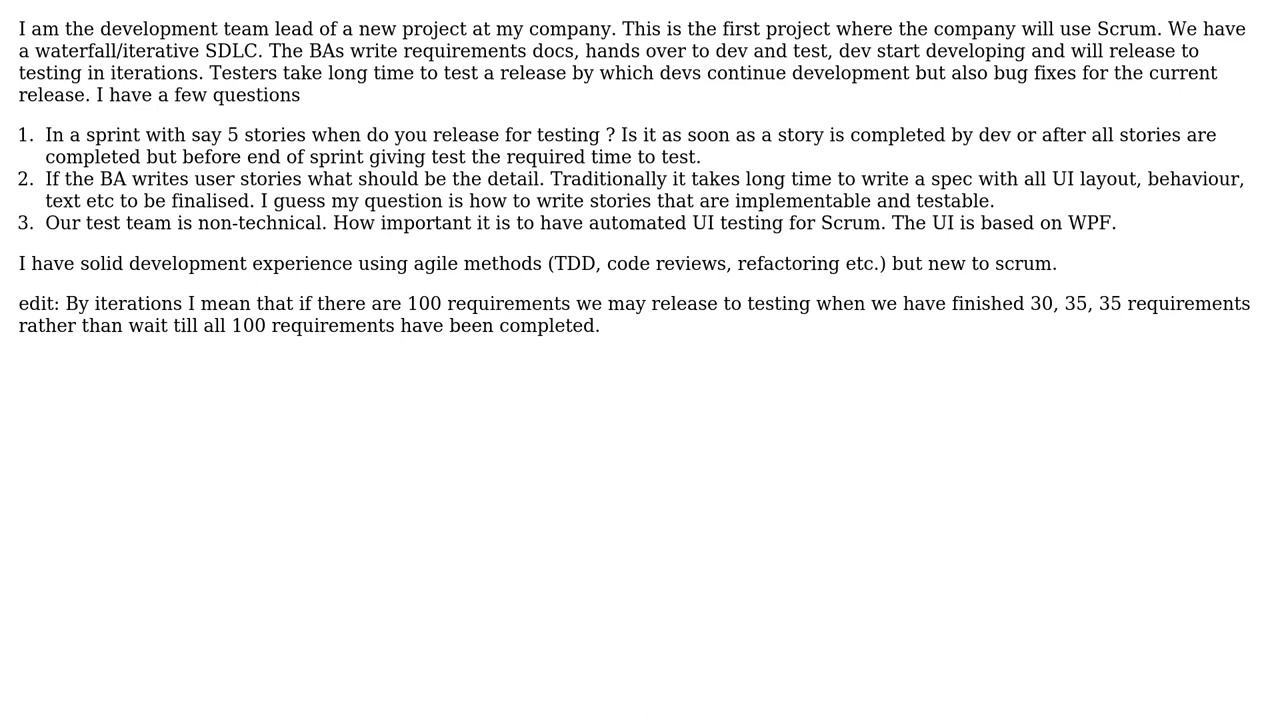 I am the development team lead of a new project at my company. This is the first project where the company will use Scrum. We have
a waterfall/iterative SDLC. The BAs write requirements docs, hands over to dev and test, dev start developing and will release to
testing in iterations. Testers take long time to test a release by which devs continue development but also bug fixes for the current
release. I have a few questions
1. In a sprint with say 5 stories when do you release for testing ? Is it as soon as a story is completed by dev or after all stories are
completed but before end of sprint giving test the required time to test.
2. If the BA writes user stories what should be the detail. Traditionally it takes long time to write a spec with all UI layout, behaviour,
text etc to be finalised. I guess my question is how to write stories that are implementable and testable.
3. Our test team is non-technical. How important it is to have automated UI testing for Scrum. The UI is based on WPF.
I have solid development experience using agile methods (TDD, code reviews, refactoring etc.) but new to scrum.
edit: By iterations I mean that if there are 100 requirements we may release to testing when we have finished 30, 35, 35 requirements
rather than wait till all 100 requirements have been completed.